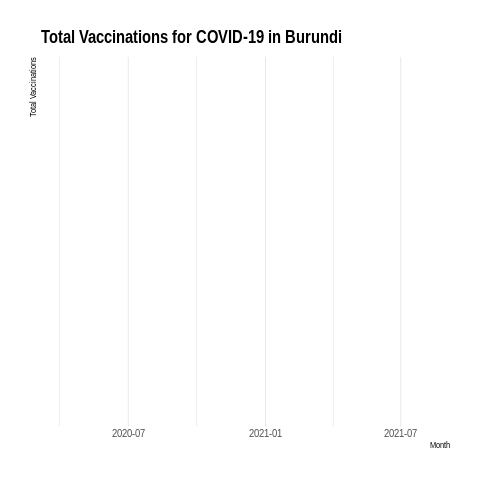 Total Vaccinations for COVID-19 in Burundi
Total Vaccinations
2020-07
2021-01
2021-07
Month